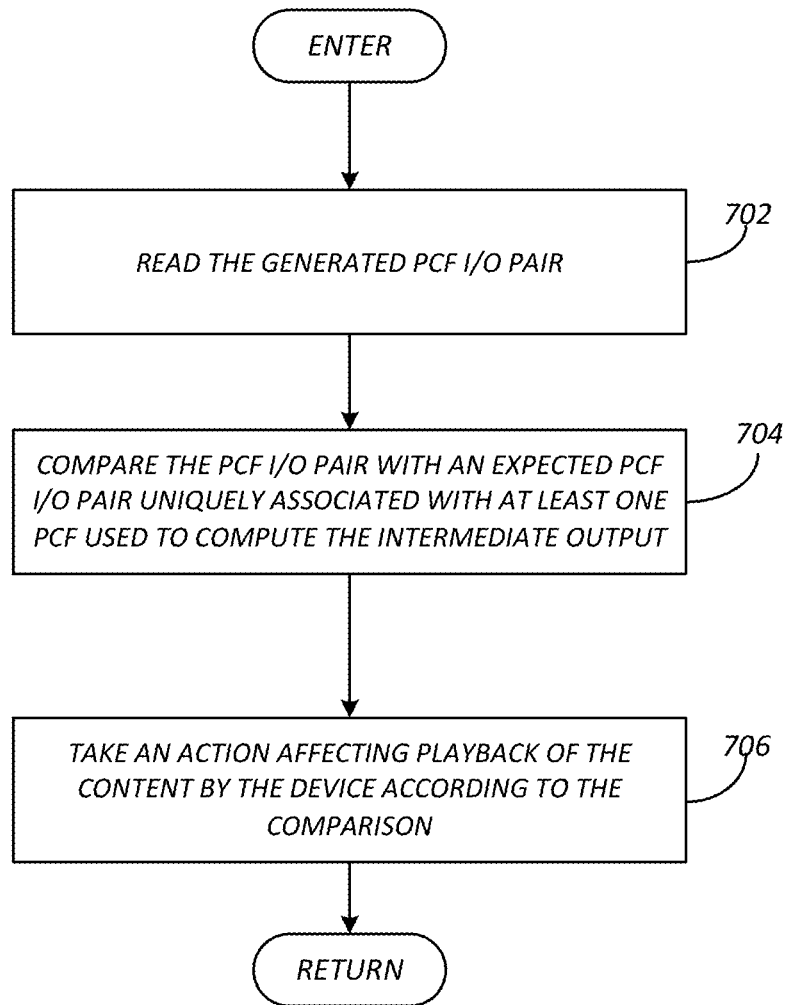 ENTER
702
READ THE GENERATED PCF I/O PAIR
704
COMPARE THE PCF I/O PAIR WITH AN EXPECTED PCF
I/O PAIR UNIQUELY ASSOCIATED WITH AT LEAST ONE
PCF USED TO COMPUTE THE INTERMEDIATE OUTPUT
706
TAKE AN ACTION AFFECTING PLAYBACK OF THE
CONTENT BY THE DEVICE ACCORDING TO THE
COMPARISON
RETURN